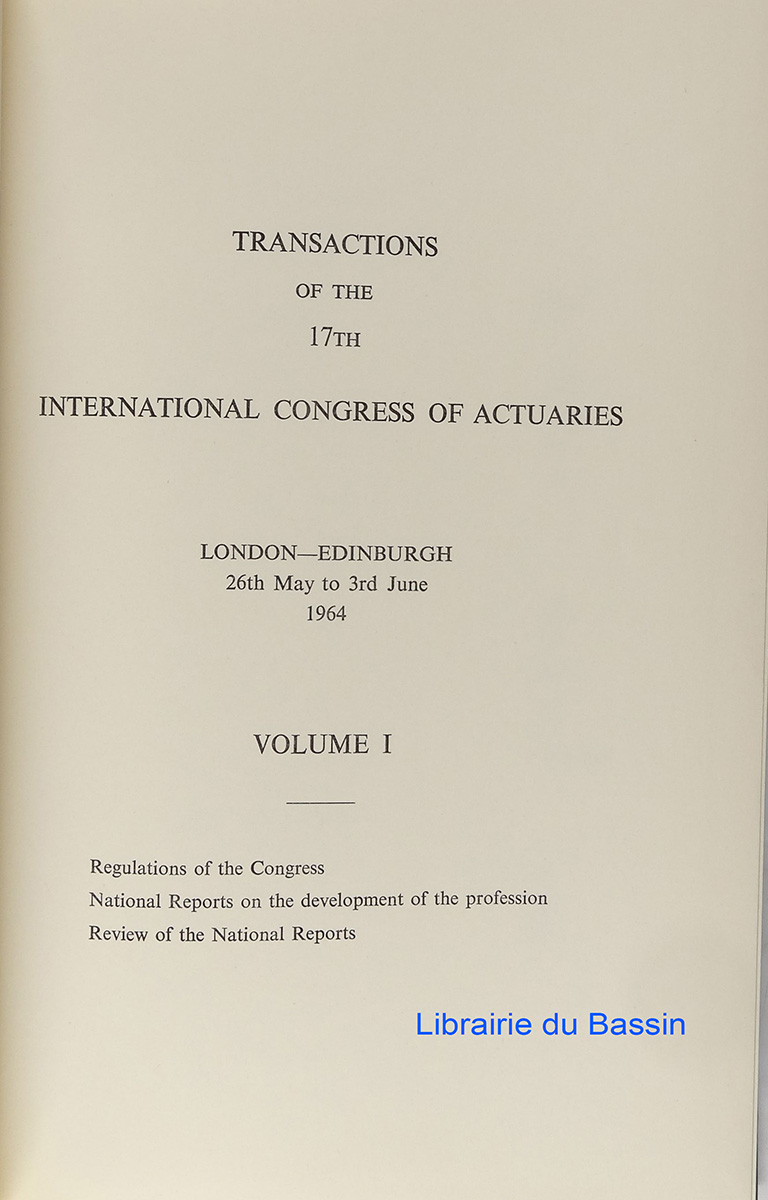 TRANSACTIONS
OF THE
17TH
INTERNATIONAL CONGRESS OF ACTUARIES
LONDON—EDINBURGH
26th May to 3rd June
1964
VOLUME I
Regulations of the Congress
National Reports on the development of the profession
Review of the National Reports
Librairie du Bassin